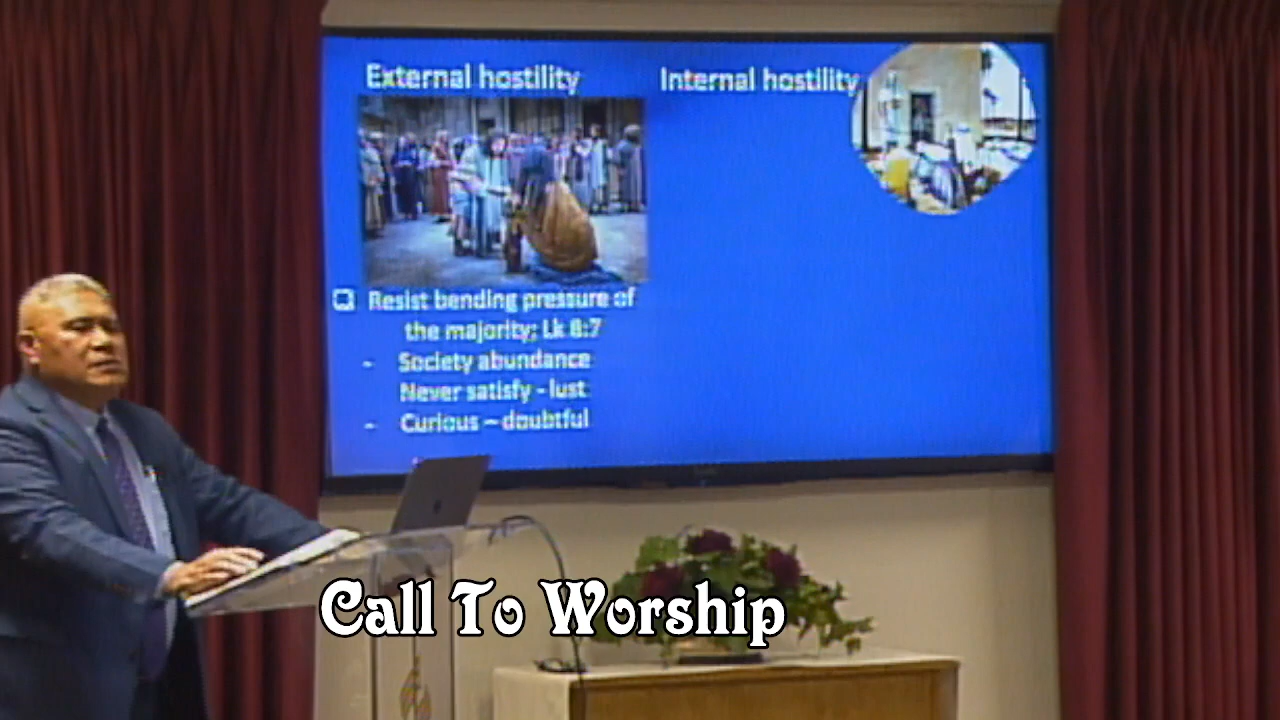 External hostility
Internal hostility
Resist bending pressure of
the majority; Lk 6:7
- Society abundance
Never satisfy - lust
- Curious – doubtful
Call To Worship